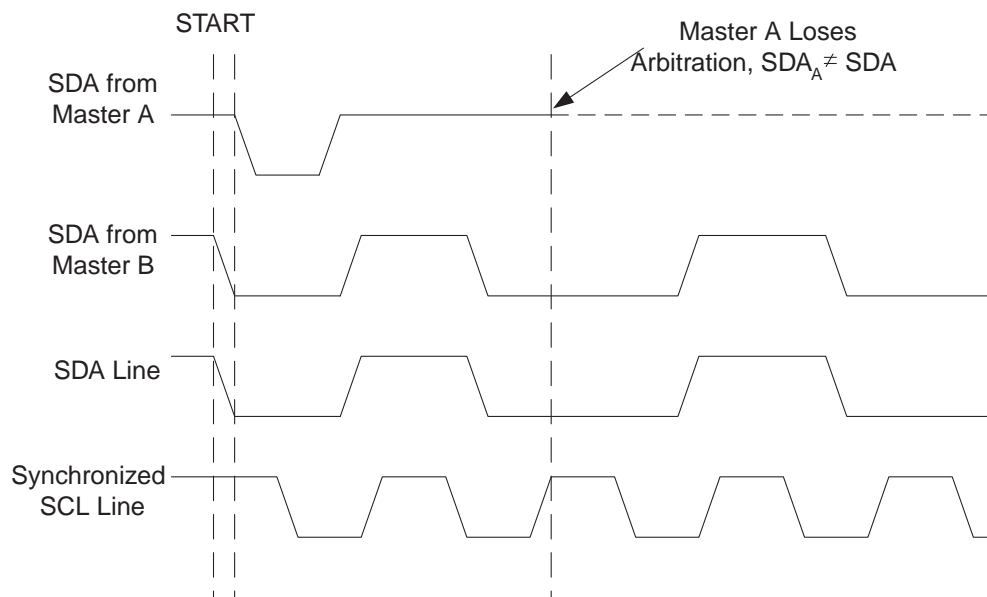 START
Master A Loses
Arbitration, SDA_A ≠ SDA
SDA from
Master A
SDA from
Master B
SDA Line
Synchronized
SCL Line